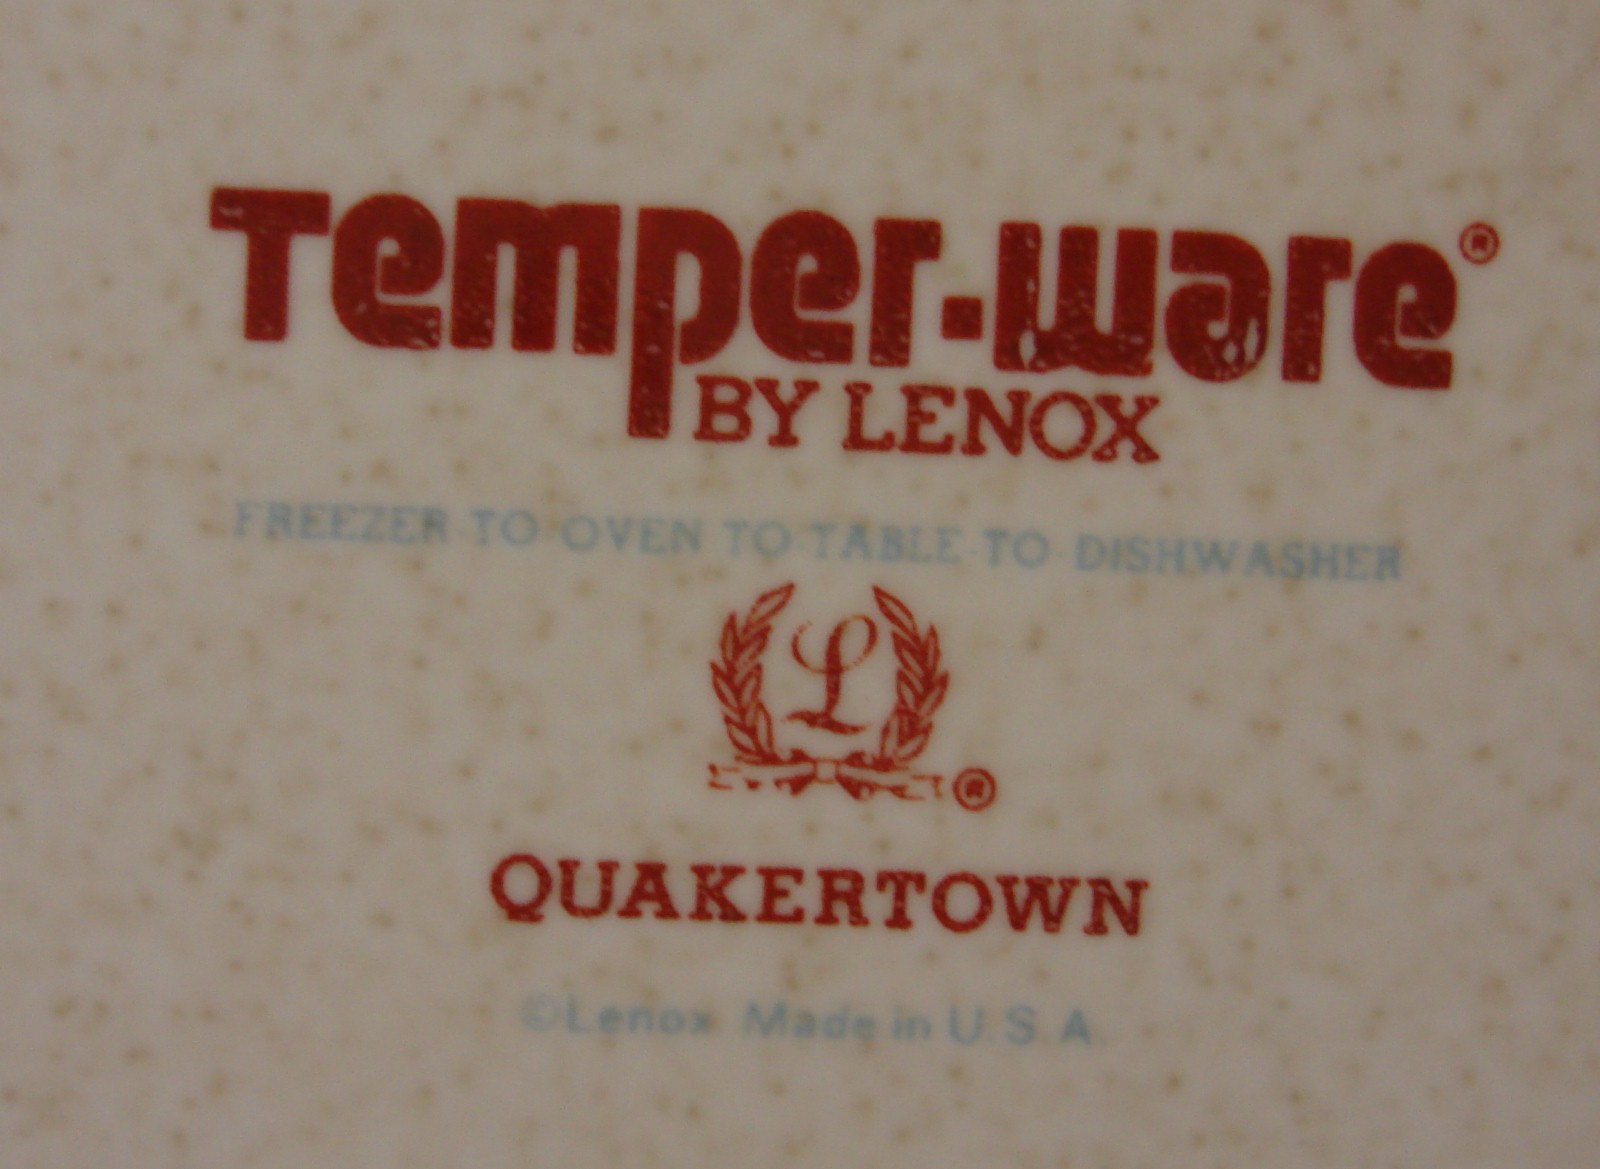 Temper-ware®
BY LENOX
FREEZER TO OVEN TO TABLE TO DISHWASHER
L
®
QUAKERTOWN
©Lenox Made in U.S.A.